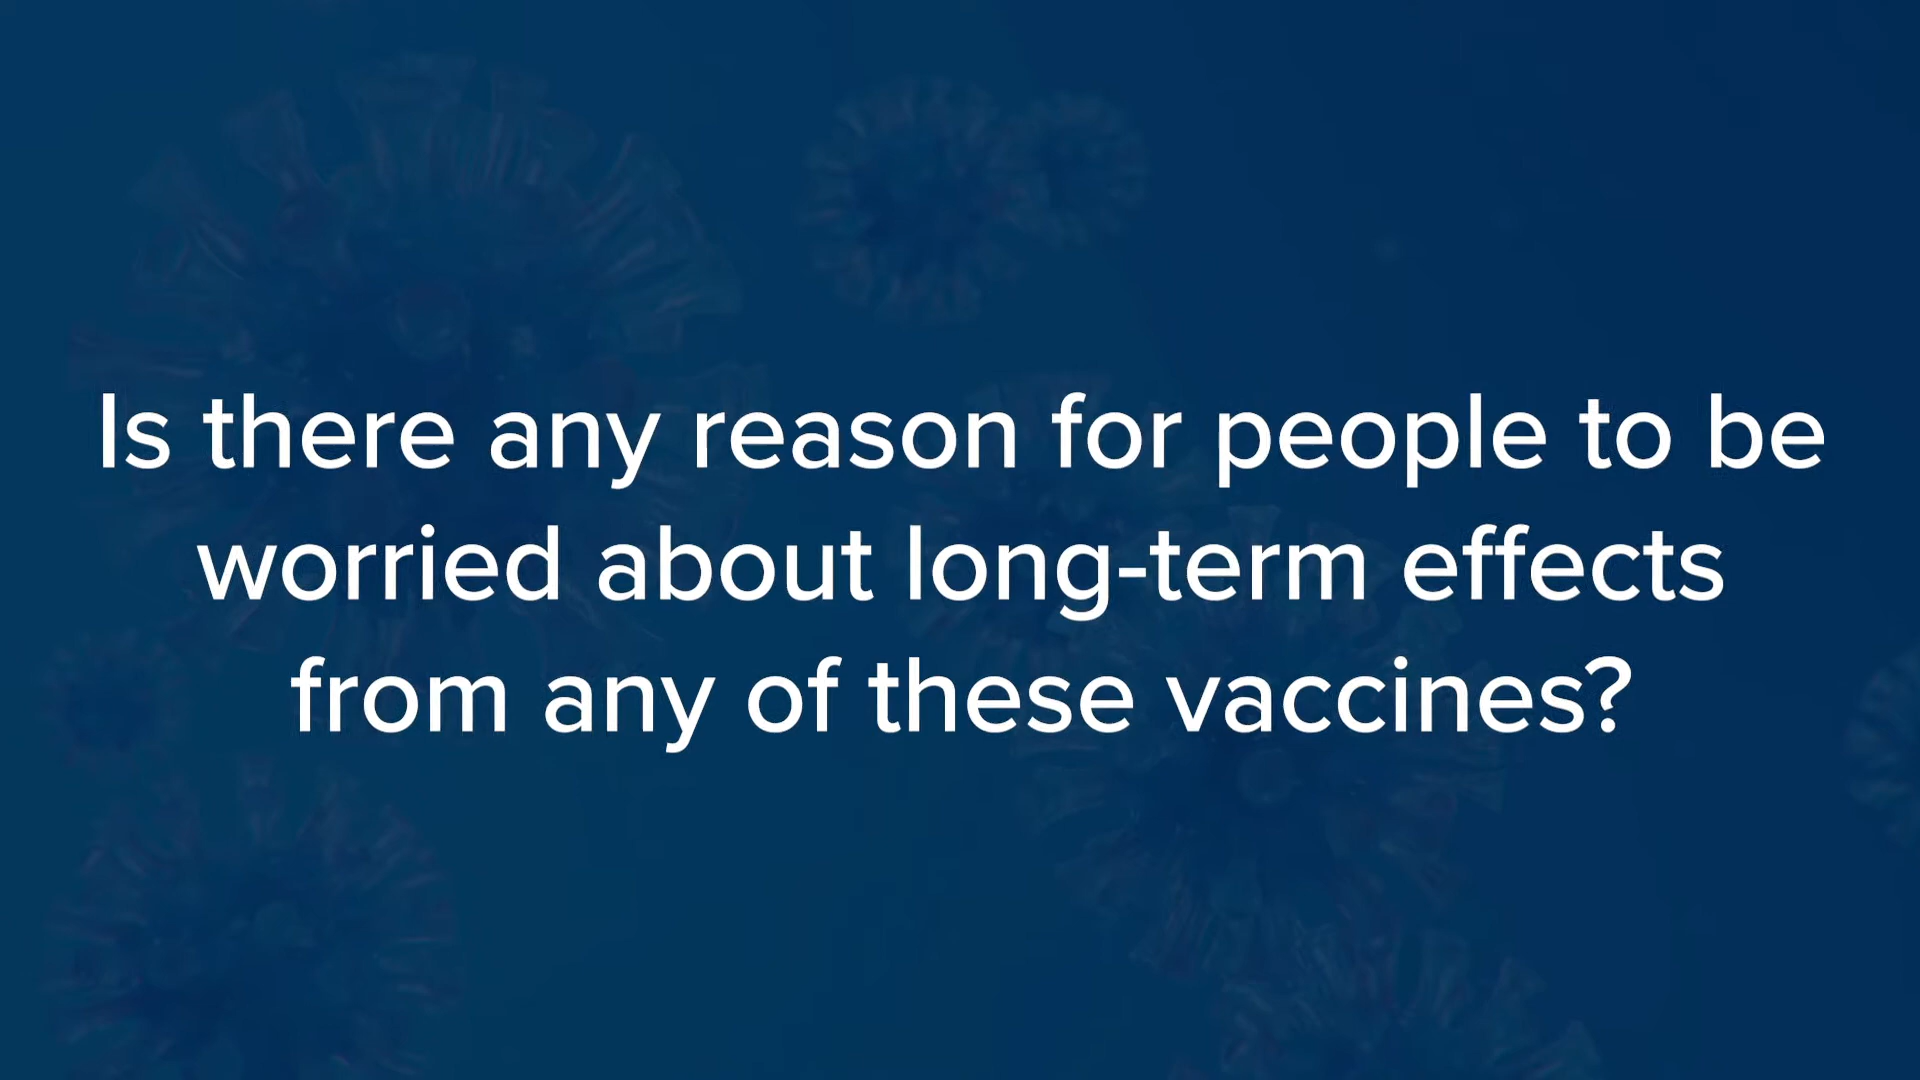 Is there any reason for people to be
worried about long-term effects
from any of these vaccines?